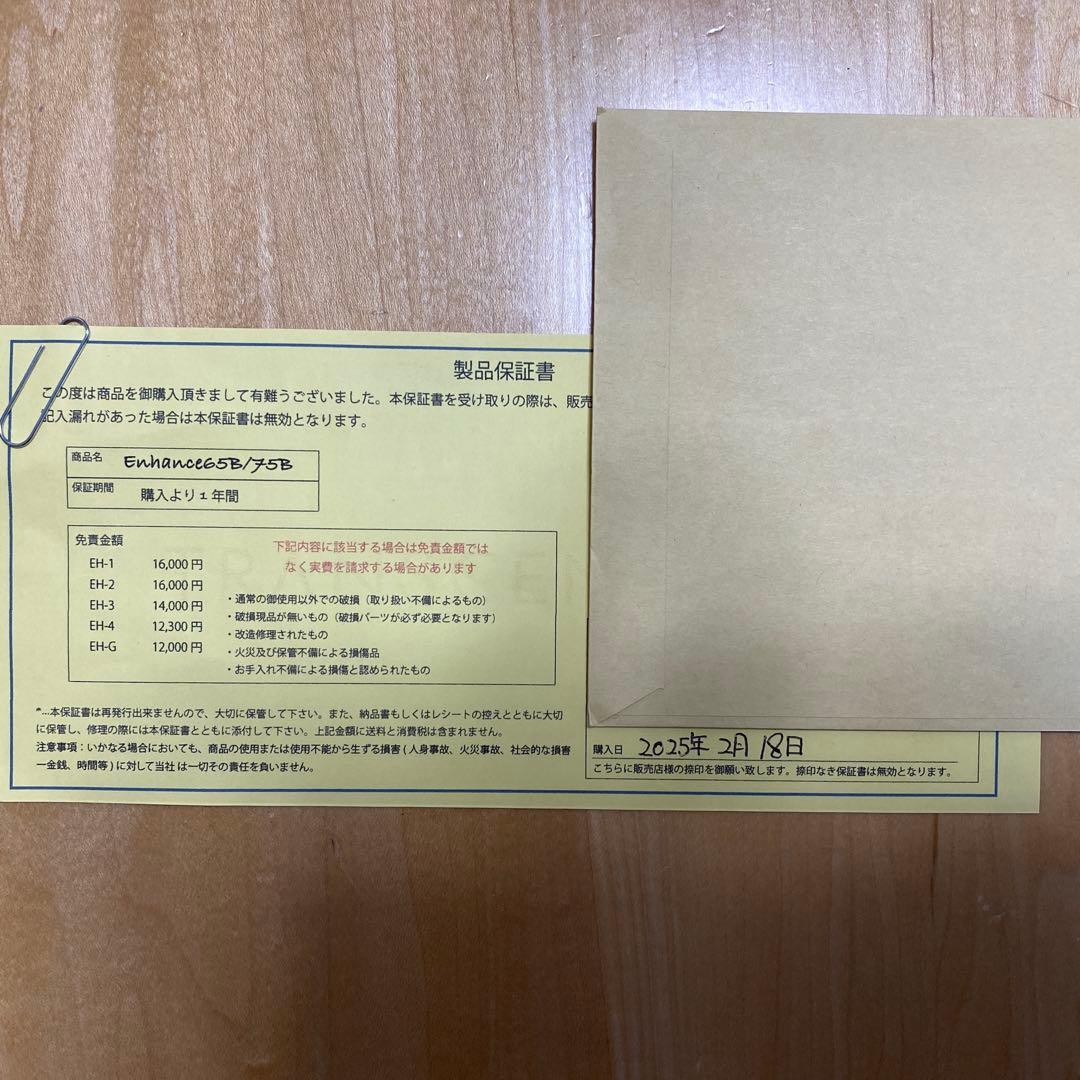 製品保証書
この度は商品を御購入頂きまして有難うございました。本保証書を受け取りの際は、販売
記入漏れがあった場合は本保証書は無効となります。
商品名 Enhance65B/75B
保証期間 購入より1年間
免責金額
EH-1 16,000円
EH-2 16,000円
EH-3 14,000円
EH-4 12,300円
EH-G 12,000円
下記内容に該当する場合は免責金額では
なく実費を請求する場合があります
・通常の御使用以外での破損（取り扱い不備によるもの）
・破損現品が無いもの（破損パーツが必ず必要となります）
・改造修理されたもの
・火災及び保管不備による損傷品
・お手入れ不備による損傷と認められたもの
*...本保証書は再発行出来ませんので、大切に保管して下さい。また、納品書もしくはレシートの控えとともに大切
に保管し、修理の際には本保証書とともに添付して下さい。上記金額に送料と消費税は含まれません。
注意事項：いかなる場合においても、商品の使用または使用不能から生ずる損害(人身事故、火災事故、社会的な損害
一金銭、時間等)に対して当社は一切その責任を負いません。
購入日 2025年2月18日
こちらに販売店様の捺印を御願い致します。捺印なき保証書は無効となります。